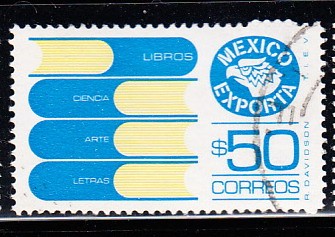 LIBROS
CIENCIA
ARTE
LETRAS
MEXICO
EXPORTA
$50
CORREOS
R. DAVIDSON
T.I.E.V.